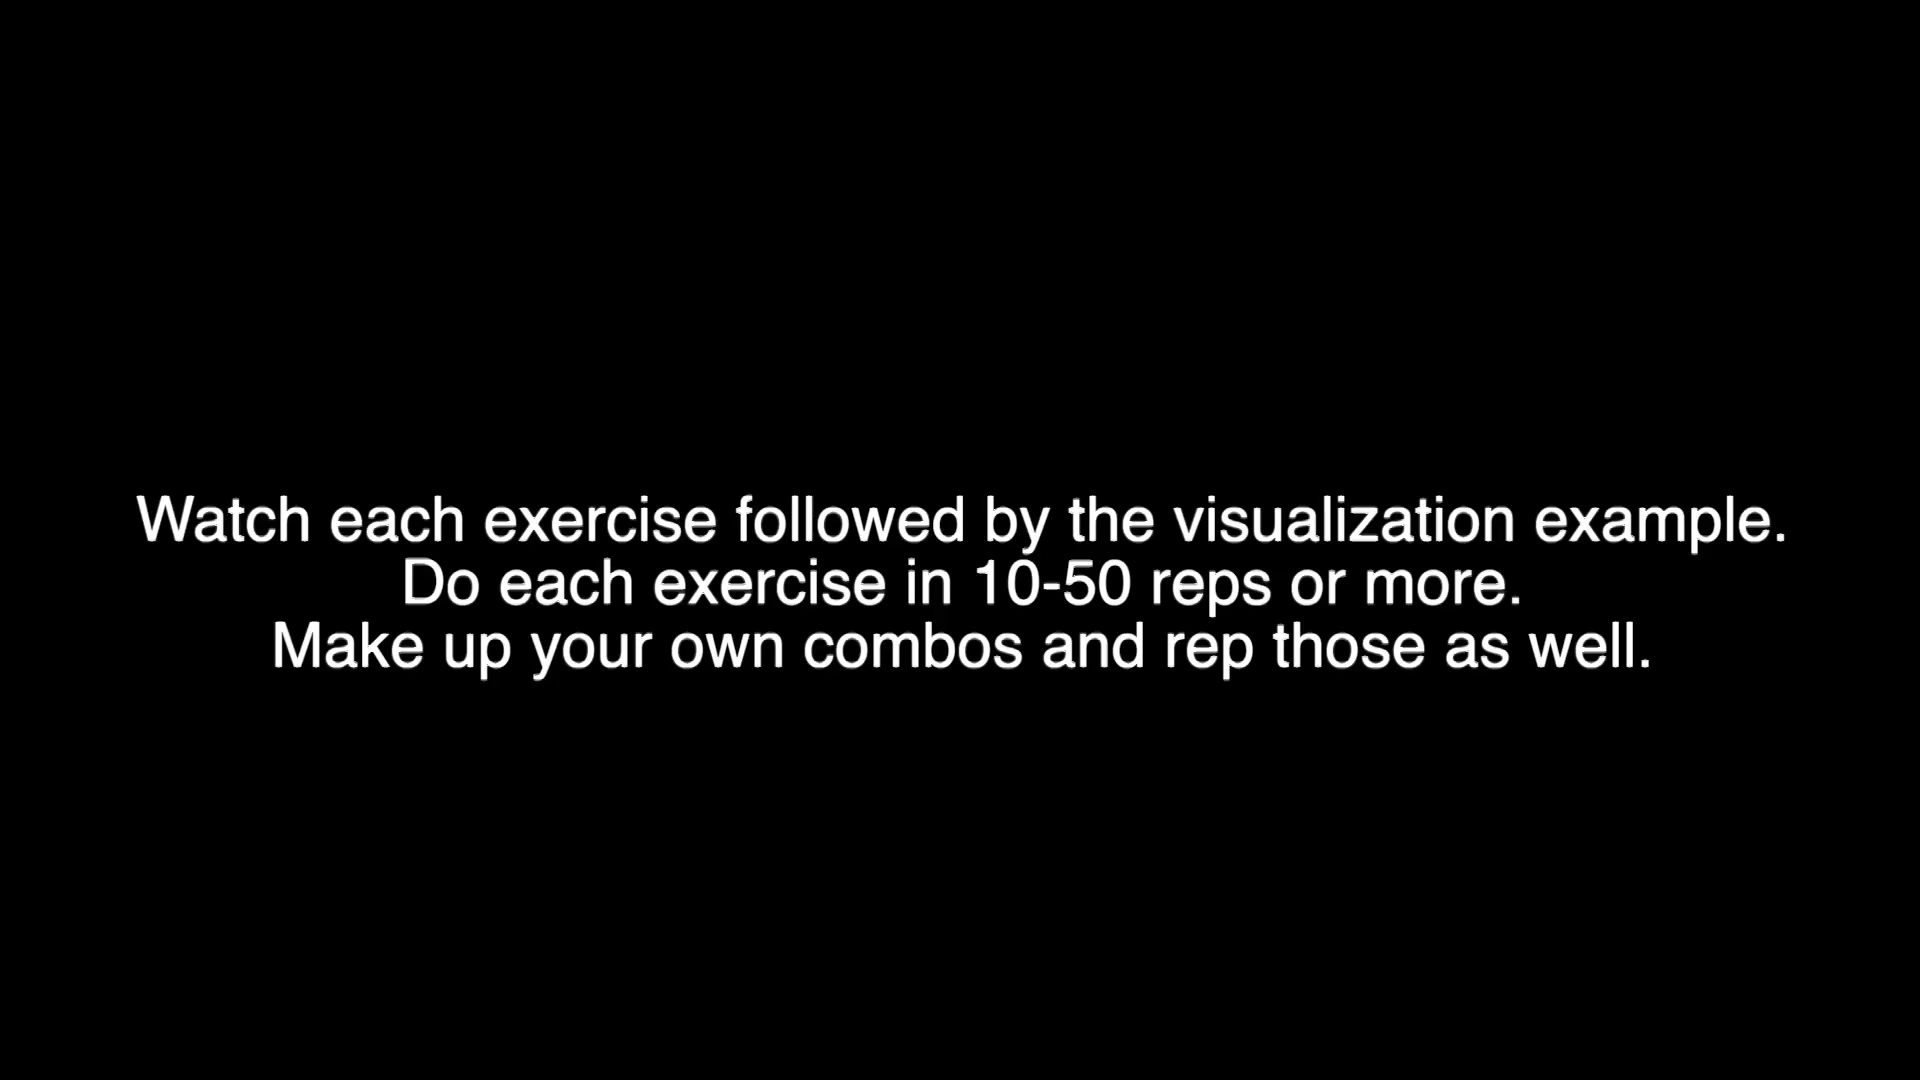 Watch each exercise followed by the visualization example.
Do each exercise in 10-50 reps or more.
Make up your own combos and rep those as well.